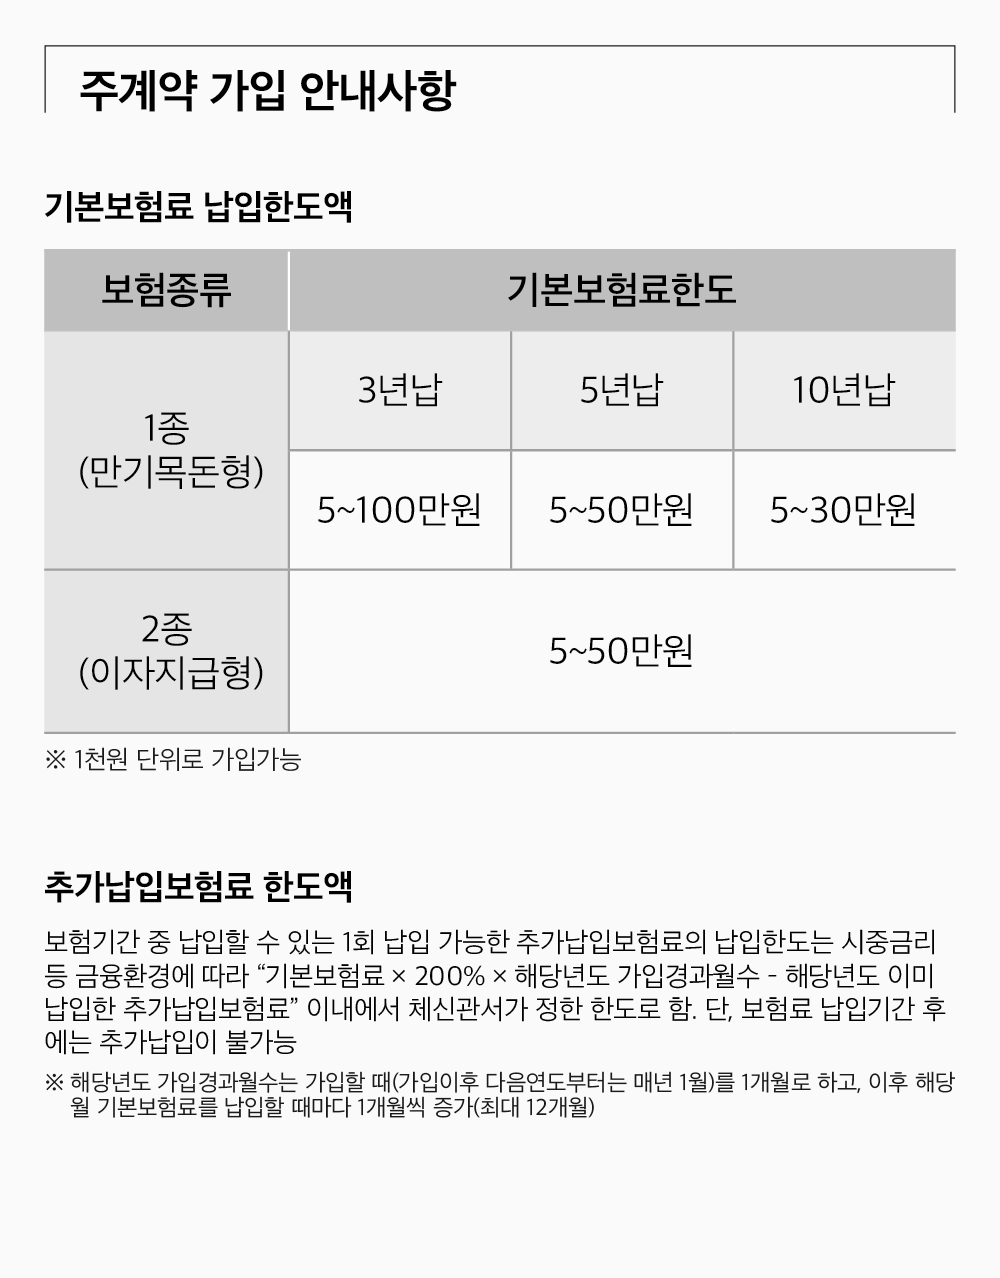 주계약 가입 안내사항
기본보험료 납입한도액
보험종류
기본보험료한도
1종
(만기목돈형)
3년납
5년납
10년납
5~100만원
5~50만원
5~30만원
2종
(이자지급형)
5~50만원
※ 1천원 단위로 가입가능
추가납입보험료 한도액
보험기간 중 납입할 수 있는 1회 납입 가능한 추가납입보험료의 납입한도는 시중금리
등 금융환경에 따라 “기본보험료 × 200% × 해당년도 가입경과월수 - 해당년도 이미
납입한 추가납입보험료” 이내에서 체신관서가 정한 한도로 함. 단, 보험료 납입기간 후
에는 추가납입이 불가능
※ 해당년도 가입경과월수는 가입할 때(가입이후 다음연도부터는 매년 1월)를 1개월로 하고, 이후 해당
월 기본보험료를 납입할 때마다 1개월씩 증가(최대 12개월)